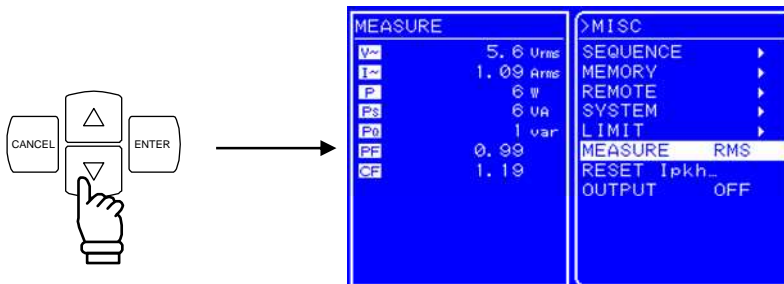 CANCEL
ENTER
MEASURE
V~ 5.6 Vrms
I~ 1.09 Arms
P 6 W
PS 6 VA
PQ 1 var
PF 0.99
CF 1.19
>MISC
SEQUENCE
MEMORY
REMOTE
SYSTEM
LIMIT
MEASURE RMS
RESET Ipkh…
OUTPUT OFF